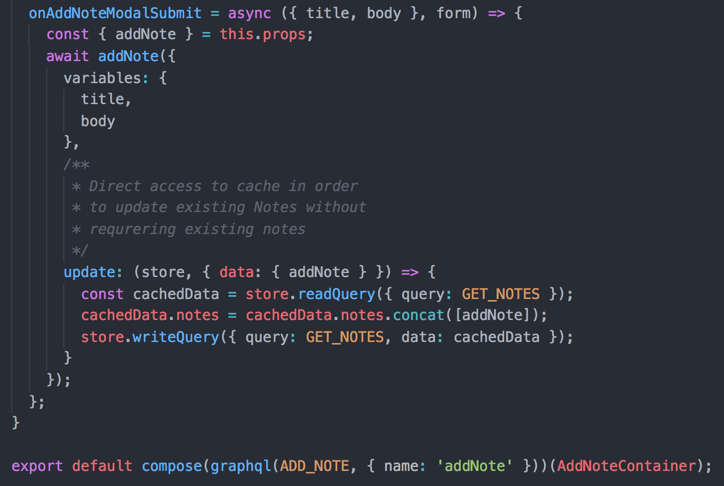 onAddNoteModalSubmit = async ({ title, body }, form) => {
const { addNote } = this.props;
await addNote({
variables: {
title,
body
},
/**
* Direct access to cache in order
* to update existing Notes without
* requrering existing notes
*/
update: (store, { data: { addNote } }) => {
const cachedData = store.readQuery({ query: GET_NOTES });
cachedData.notes = cachedData.notes.concat([addNote]);
store.writeQuery({ query: GET_NOTES, data: cachedData });
}
});
};
}
export default compose(graphql(ADD_NOTE, { name: 'addNote' }))(AddNoteContainer);